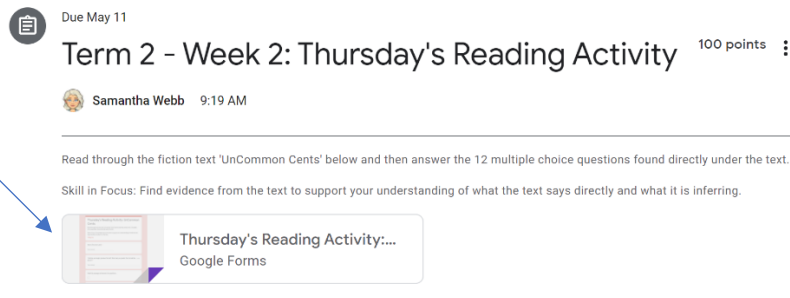 Due May 11
Term 2 - Week 2: Thursday's Reading Activity
100 points
Samantha Webb 9:19 AM
Read through the fiction text 'UnCommon Cents' below and then answer the 12 multiple choice questions found directly under the text.
Skill in Focus: Find evidence from the text to support your understanding of what the text says directly and what it is inferring.
Thursday's Reading Activity:...
Google Forms